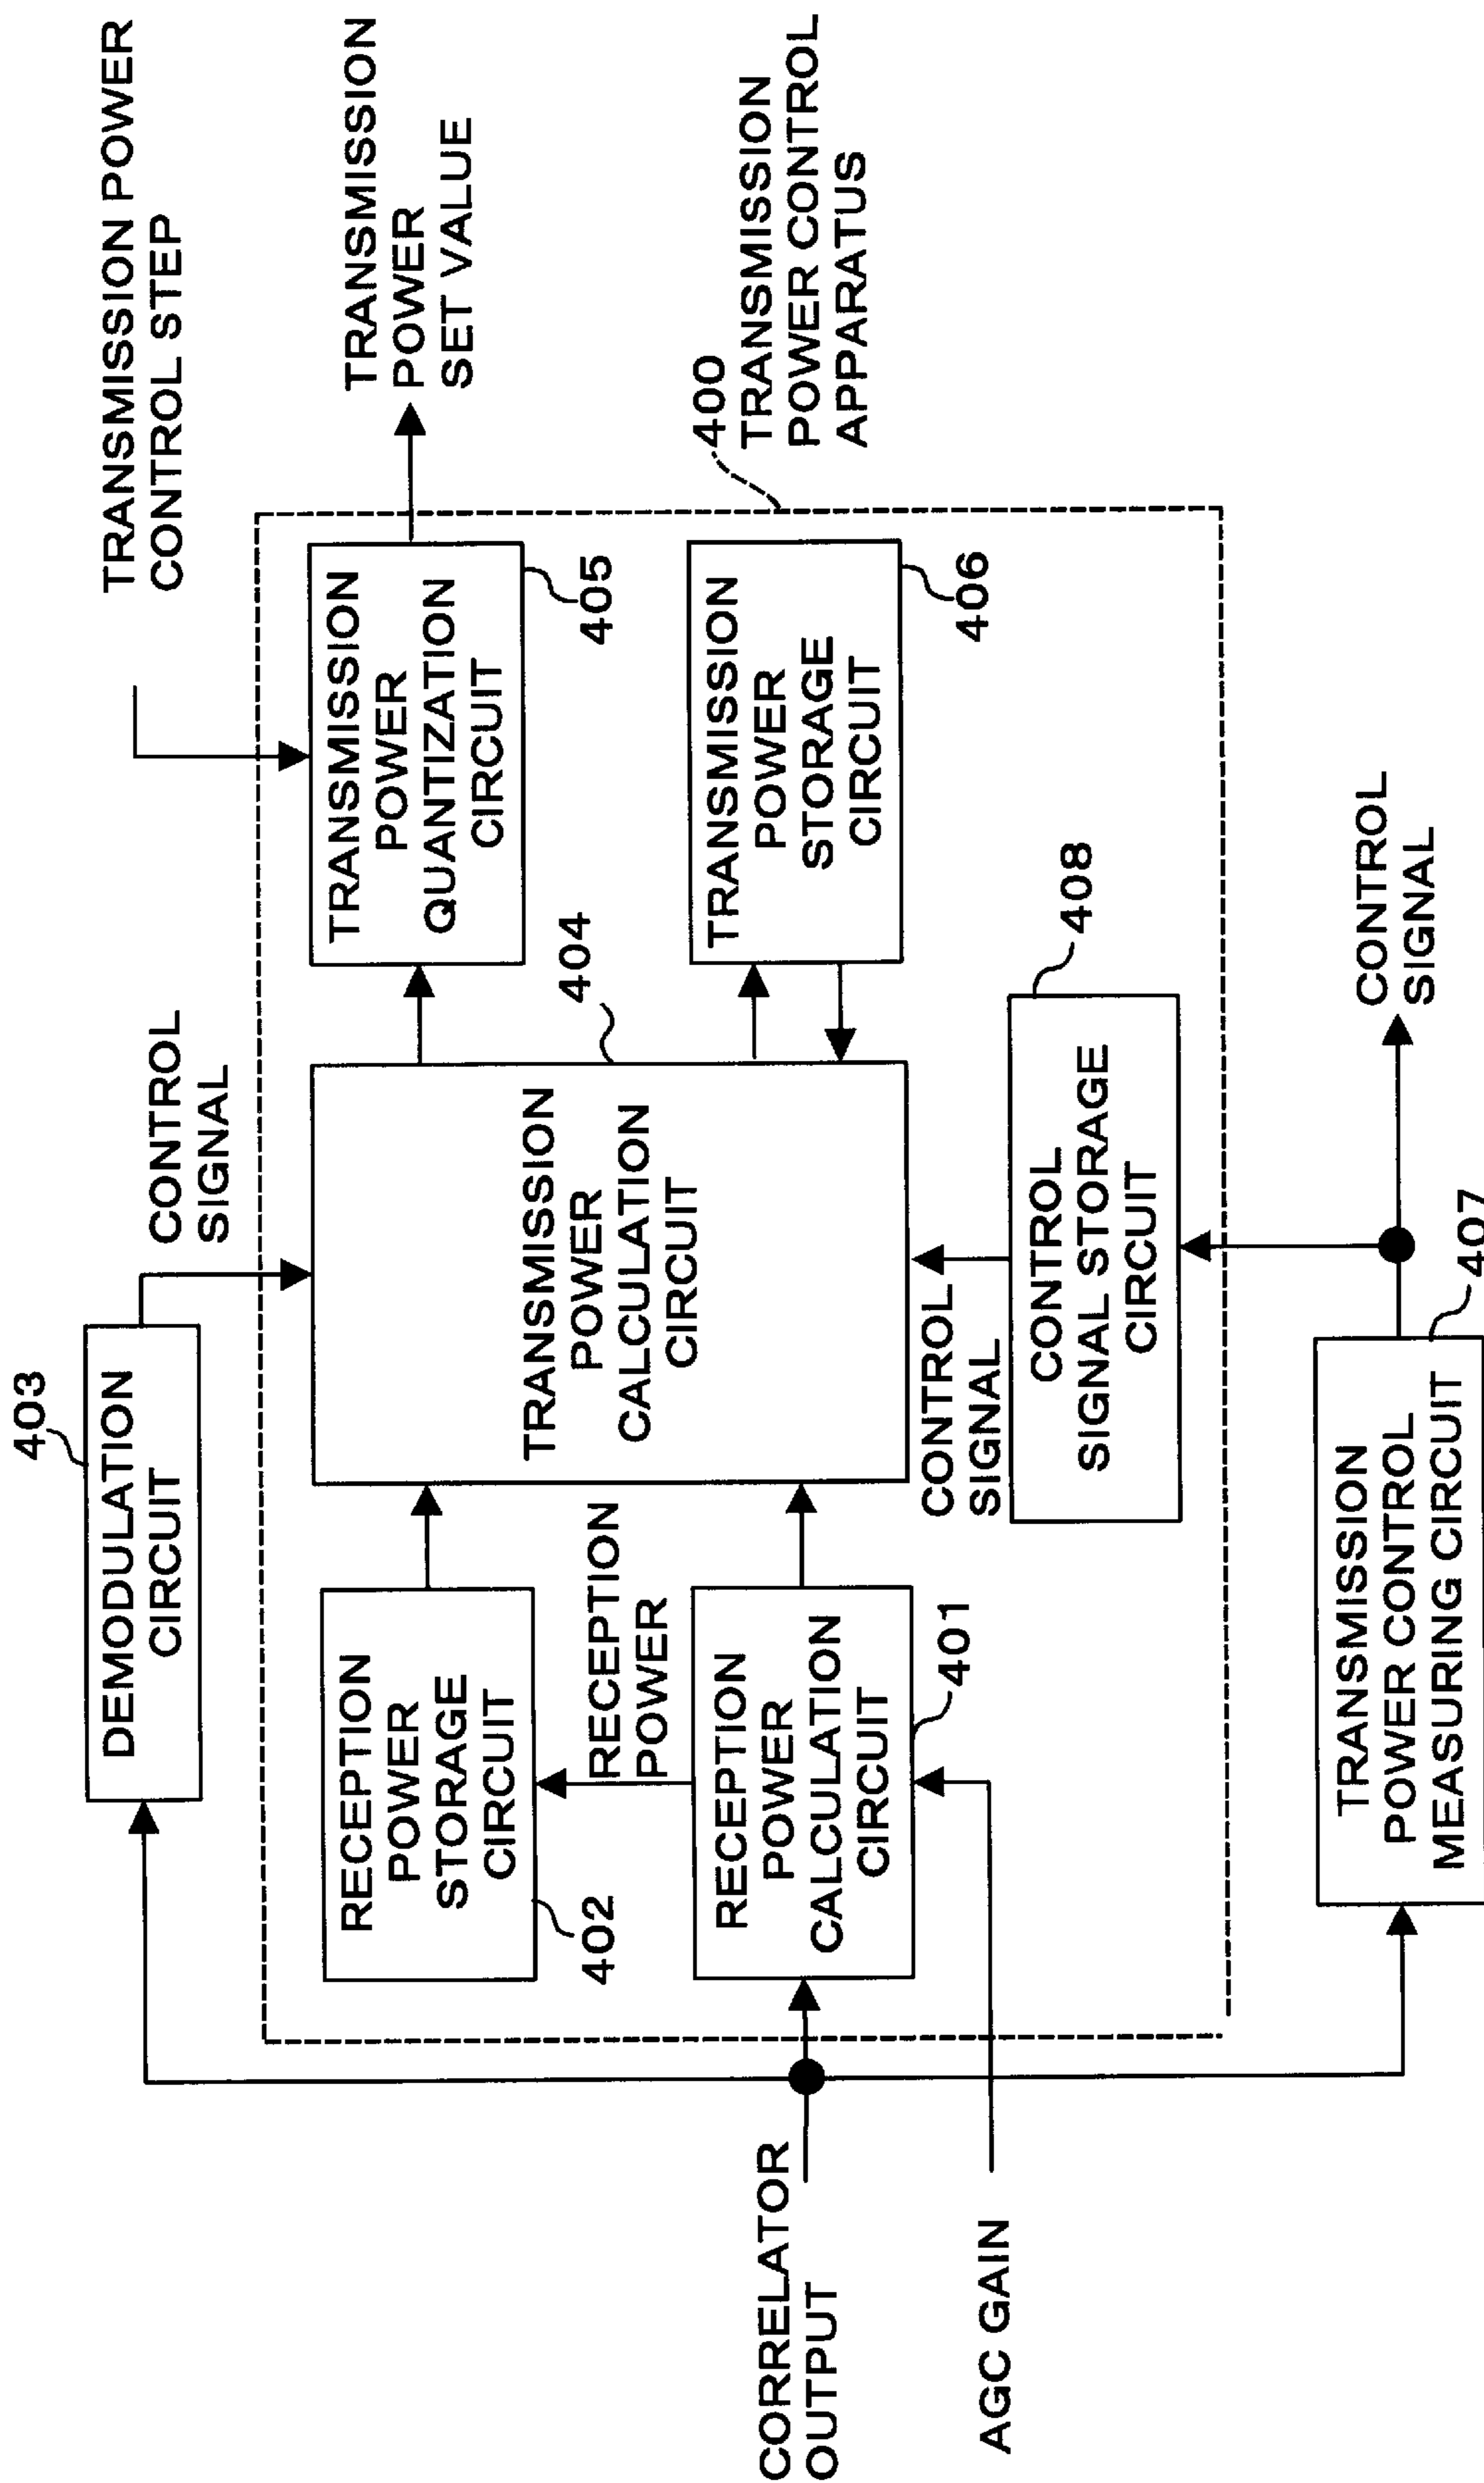 TRANSMISSION POWER
CONTROL STEP
TRANSMISSION
POWER
SET VALUE
400
TRANSMISSION
POWER CONTROL
APPARATUS
403
DEMODULATION
CIRCUIT
CONTROL
SIGNAL
RECEPTION
POWER
STORAGE
CIRCUIT
402
RECEPTION
POWER
RECEPTION
POWER
CALCULATION
CIRCUIT
401
404
TRANSMISSION
POWER
CALCULATION
CIRCUIT
TRANSMISSION
POWER
QUANTIZATION
CIRCUIT
405
TRANSMISSION
POWER
STORAGE
CIRCUIT
406
CONTROL
SIGNAL
408
CONTROL
SIGNAL STORAGE
CIRCUIT
CORRELATOR
OUTPUT
AGC GAIN
TRANSMISSION
POWER CONTROL
MEASURING CIRCUIT
407
CONTROL
SIGNAL